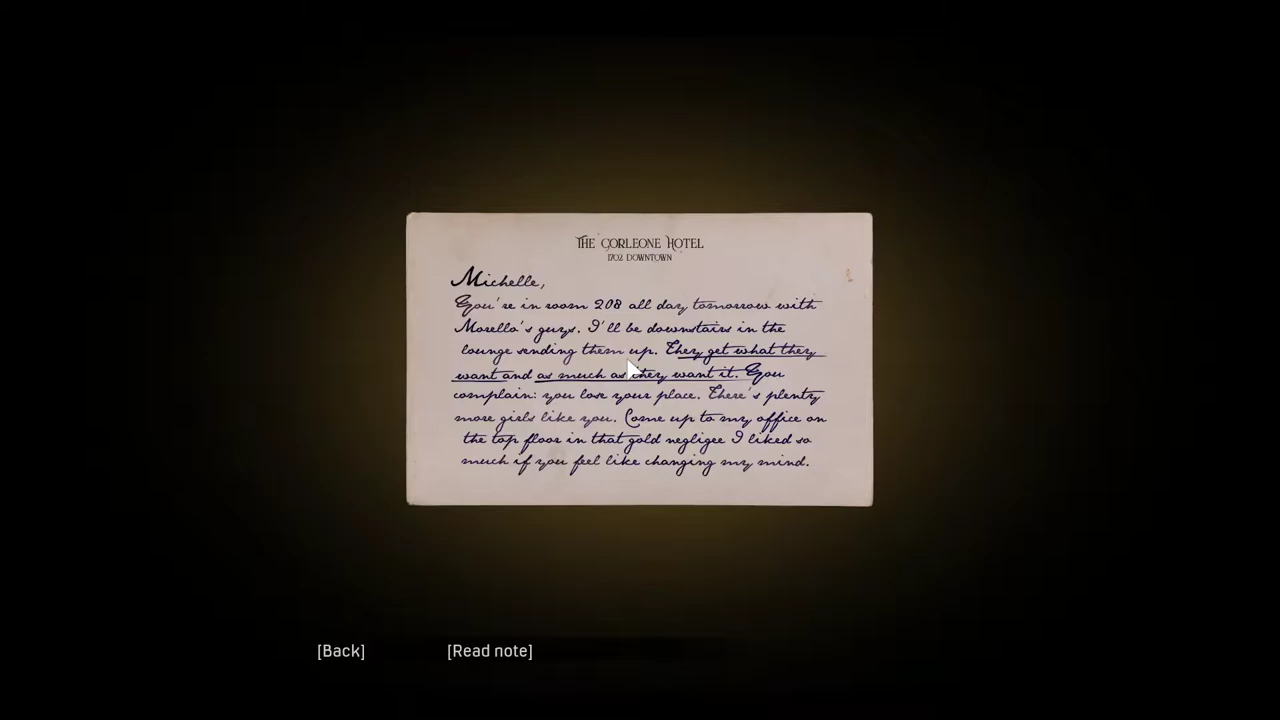 THE CORLEONE HOTEL
1702 DOWNTOWN
Michelle,
You're in room 208 all day tomorrow with
Morello's guys. I'll be downstairs in the
lounge sending them up. They get what they
want and as much as they want it. You
complain: you lose your place. There's plenty
more girls like you. Come up to my office on
the top floor in that gold negligee I liked so
much if you feel like changing my mind.
[Back] [Read note]